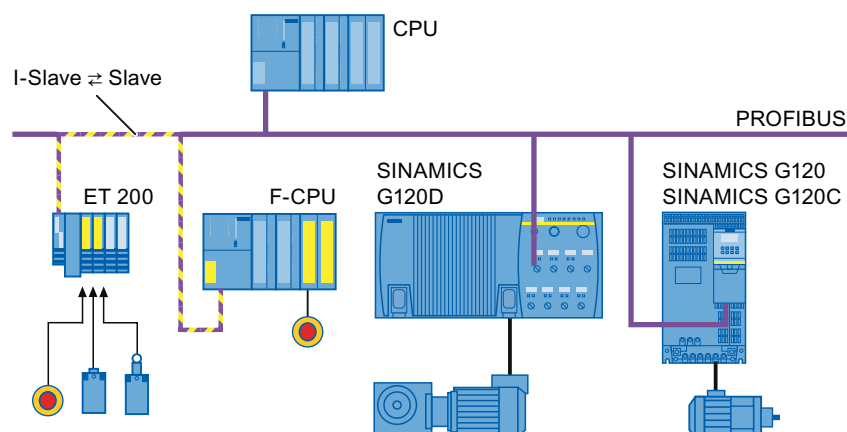 CPU
I-Slave ⇄ Slave
PROFIBUS
ET 200
F-CPU
SINAMICS
G120D
SINAMICS G120
SINAMICS G120C